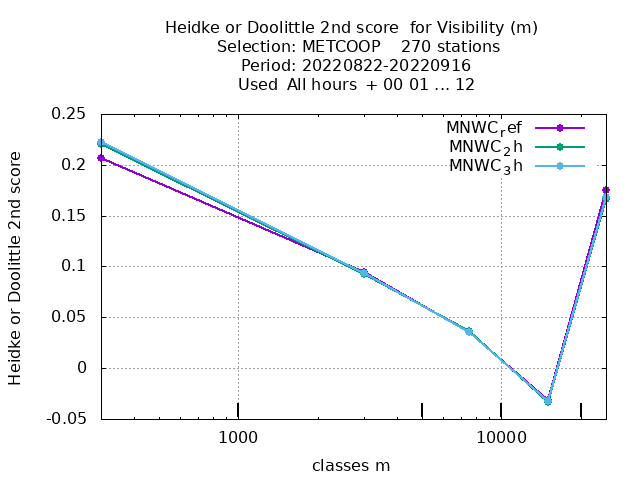 Heidke or Doolittle 2nd score  for Visibility (m)
Selection: METCOOP    270 stations
Period: 20220822-20220916
Used  All hours  + 00 01 ... 12
0.25
0.2
0.15
0.1
0.05
0
-0.05
Heidke or Doolittle 2nd score
MNWC_ref
MNWC_2h
MNWC_3h
1000
10000
classes m